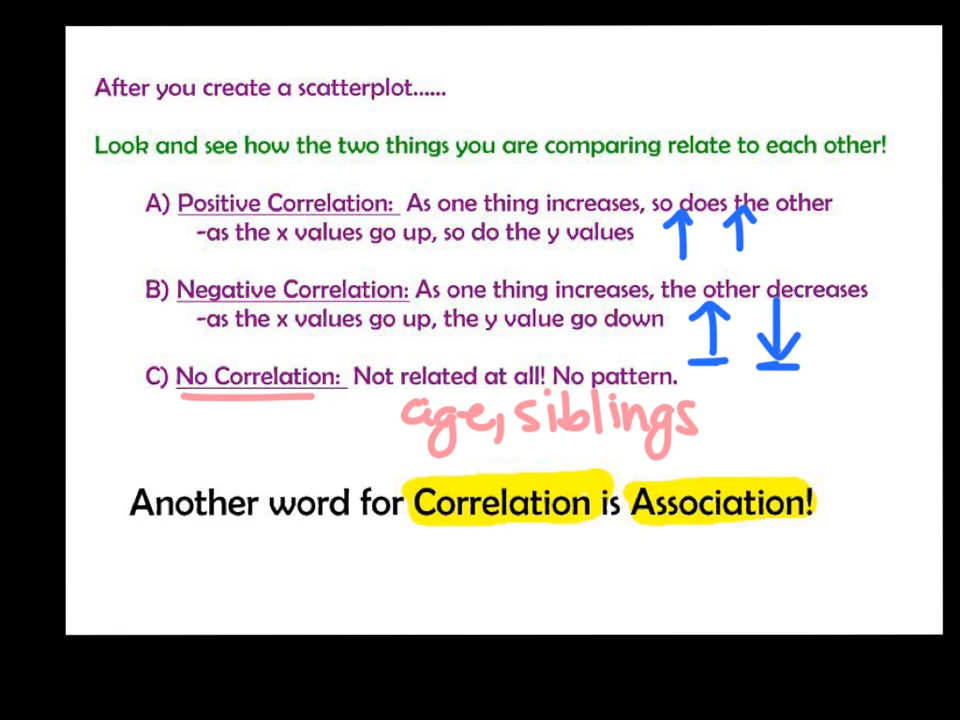 After you create a scatterplot......
Look and see how the two things you are comparing relate to each other!
A) Positive Correlation: As one thing increases, so does the other
-as the x values go up, so do the y values
B) Negative Correlation: As one thing increases, the other decreases
-as the x values go up, the y value go down
C) No Correlation: Not related at all! No pattern.
age, siblings
Another word for Correlation is Association!